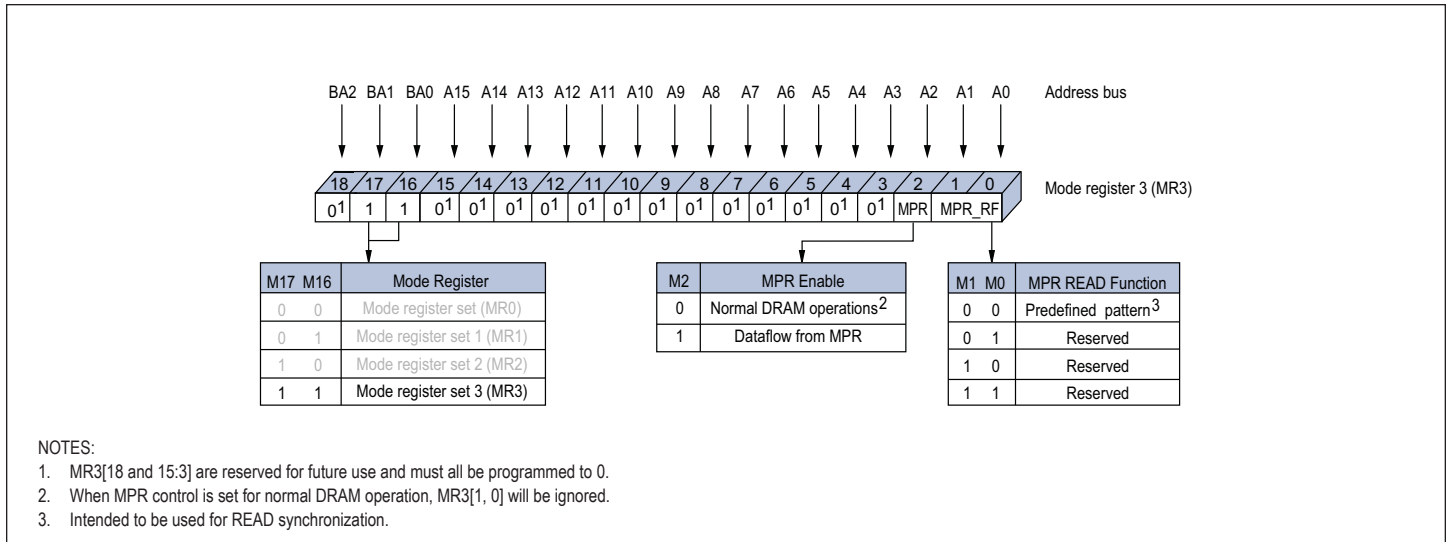 BA2 BA1 BA0 A15 A14 A13 A12 A11 A10 A9 A8 A7 A6 A5 A4 A3 A2 A1 A0 Address bus
18 17 16 15 14 13 12 11 10 9 8 7 6 5 4 3 2 1 0 Mode register 3 (MR3)
0¹ 1 1 0¹ 0¹ 0¹ 0¹ 0¹ 0¹ 0¹ 0¹ 0¹ 0¹ 0¹ 0¹ 0¹ MPR MPR_RF
M17 M16 Mode Register
0 0 Mode register set (MR0)
0 1 Mode register set 1 (MR1)
1 0 Mode register set 2 (MR2)
1 1 Mode register set 3 (MR3)
M2 MPR Enable
0 Normal DRAM operations²
1 Dataflow from MPR
M1 M0 MPR READ Function
0 0 Predefined pattern³
0 1 Reserved
1 0 Reserved
1 1 Reserved
NOTES:
1. MR3[18 and 15:3] are reserved for future use and must all be programmed to 0.
2. When MPR control is set for normal DRAM operation, MR3[1, 0] will be ignored.
3. Intended to be used for READ synchronization.